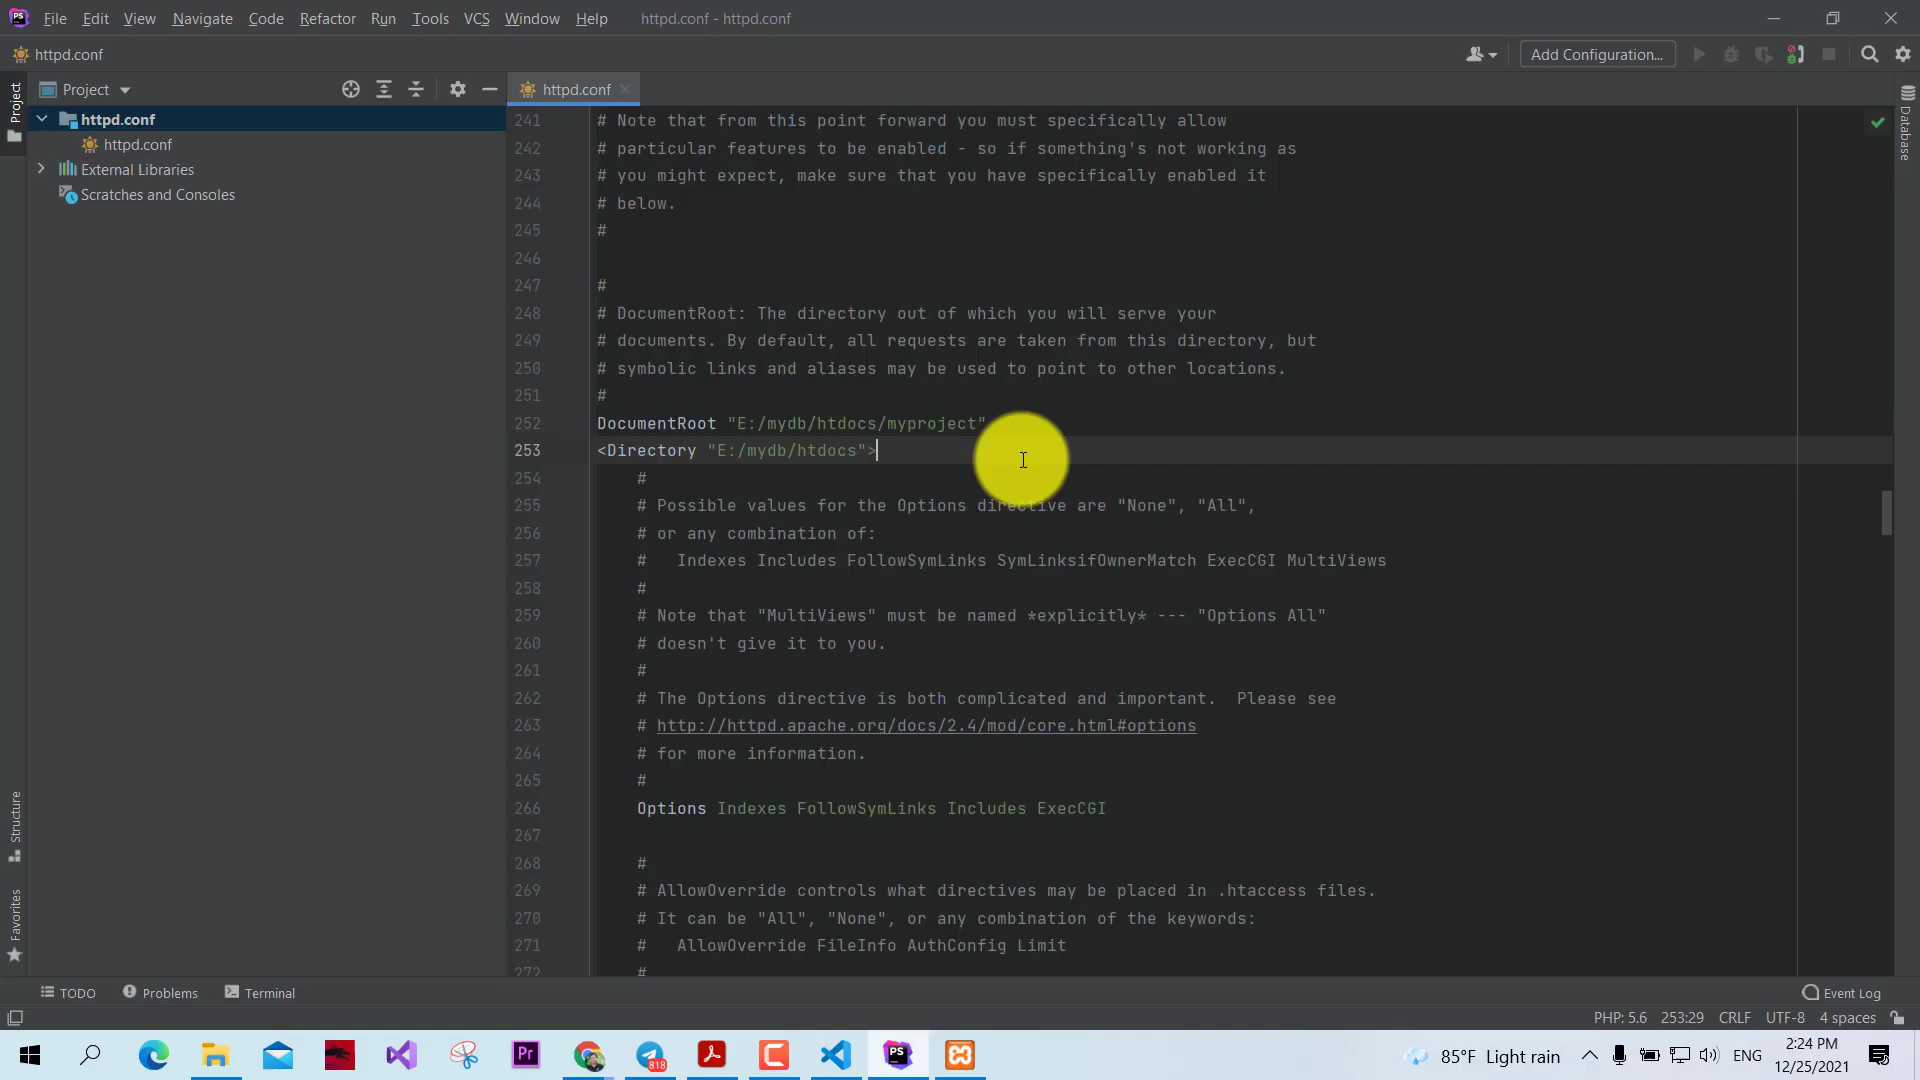 File Edit View Navigate Code Refactor Run Tools VCS Window Help httpd.conf - httpd.conf
httpd.conf
Add Configuration...
Project
Project
httpd.conf
httpd.conf
External Libraries
Scratches and Consoles
httpd.conf
Database
241 # Note that from this point forward you must specifically allow
242 # particular features to be enabled - so if something's not working as
243 # you might expect, make sure that you have specifically enabled it
244 # below.
245 #
246
247 #
248 # DocumentRoot: The directory out of which you will serve your
249 # documents. By default, all requests are taken from this directory, but
250 # symbolic links and aliases may be used to point to other locations.
251 #
252 DocumentRoot "E:/mydb/htdocs/myproject"
253 <Directory "E:/mydb/htdocs">
254 #
255 # Possible values for the Options directive are "None", "All",
256 # or any combination of:
257 # Indexes Includes FollowSymLinks SymLinksifOwnerMatch ExecCGI MultiViews
258 #
259 # Note that "MultiViews" must be named *explicitly* --- "Options All"
260 # doesn't give it to you.
261 #
262 # The Options directive is both complicated and important. Please see
263 # http://httpd.apache.org/docs/2.4/mod/core.html#options
264 # for more information.
265 #
266 Options Indexes FollowSymLinks Includes ExecCGI
267
268 #
269 # AllowOverride controls what directives may be placed in .htaccess files.
270 # It can be "All", "None", or any combination of the keywords:
271 # AllowOverride FileInfo AuthConfig Limit
272 #
Structure
Favorites
TODO Problems Terminal
Event Log
PHP: 5.6 253:29 CRLF UTF-8 4 spaces
Pr
818
PS
85°F Light rain
ENG
2:24 PM
12/25/2021